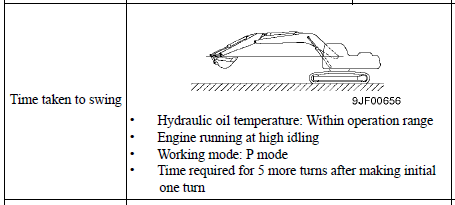 9JF00656
Time taken to swing
• Hydraulic oil temperature: Within operation range
• Engine running at high idling
• Working mode: P mode
• Time required for 5 more turns after making initial
one turn